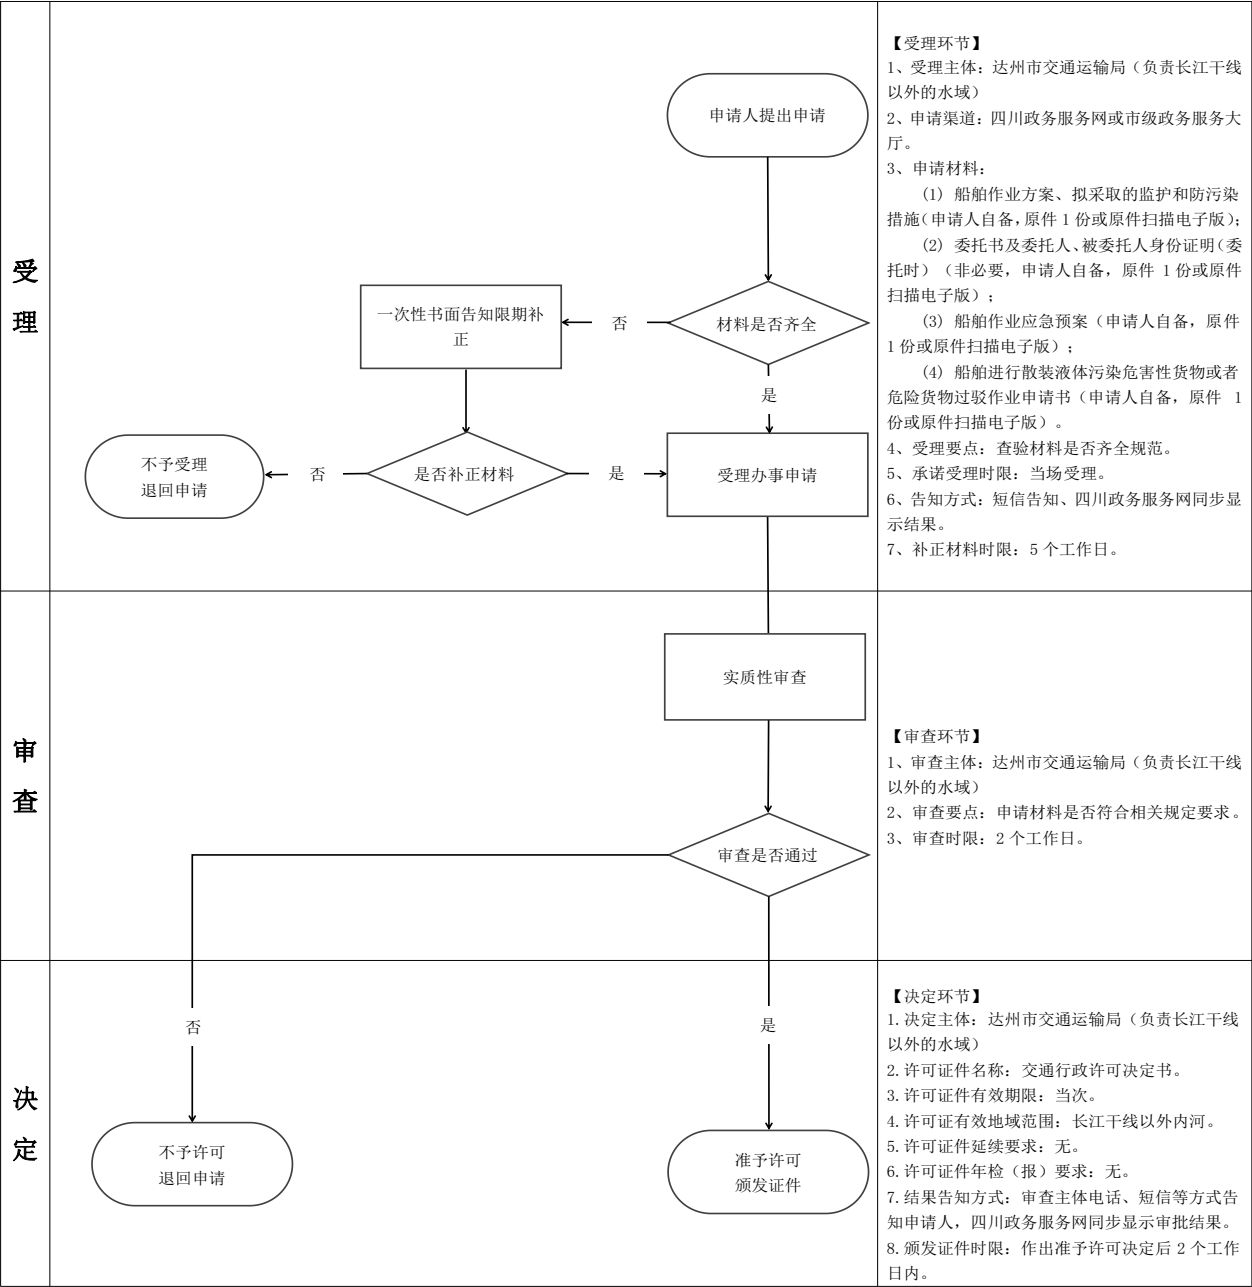 受
理
申请人提出申请
材料是否齐全
否
一次性书面告知限期补
正
是
是否补正材料
否
不予受理
退回申请
是
受理办事申请
【受理环节】
1、受理主体：达州市交通运输局（负责长江干线
以外的水域）
2、申请渠道：四川政务服务网或市级政务服务大
厅。
3、申请材料：
(1) 船舶作业方案、拟采取的监护和防污染
措施（申请人自备，原件 1 份或原件扫描电子版）；
(2) 委托书及委托人、被委托人身份证明（委
托时）（非必要，申请人自备，原件 1 份或原件
扫描电子版）；
(3) 船舶作业应急预案（申请人自备，原件
1 份或原件扫描电子版）；
(4) 船舶进行散装液体污染危害性货物或者
危险货物过驳作业申请书（申请人自备，原件 1
份或原件扫描电子版）。
4、受理要点：查验材料是否齐全规范。
5、承诺受理时限：当场受理。
6、告知方式：短信告知、四川政务服务网同步显
示结果。
7、补正材料时限：5 个工作日。
审
查
实质性审查
审查是否通过
【审查环节】
1、审查主体：达州市交通运输局（负责长江干线
以外的水域）
2、审查要点：申请材料是否符合相关规定要求。
3、审查时限：2 个工作日。
决
定
否
不予许可
退回申请
是
准予许可
颁发证件
【决定环节】
1.决定主体：达州市交通运输局（负责长江干线
以外的水域）
2.许可证件名称：交通行政许可决定书。
3.许可证件有效期限：当次。
4.许可证有效地域范围：长江干线以外内河。
5.许可证件延续要求：无。
6.许可证件年检（报）要求：无。
7.结果告知方式：审查主体电话、短信等方式告
知申请人，四川政务服务网同步显示审批结果。
8.颁发证件时限：作出准予许可决定后 2 个工作
日内。